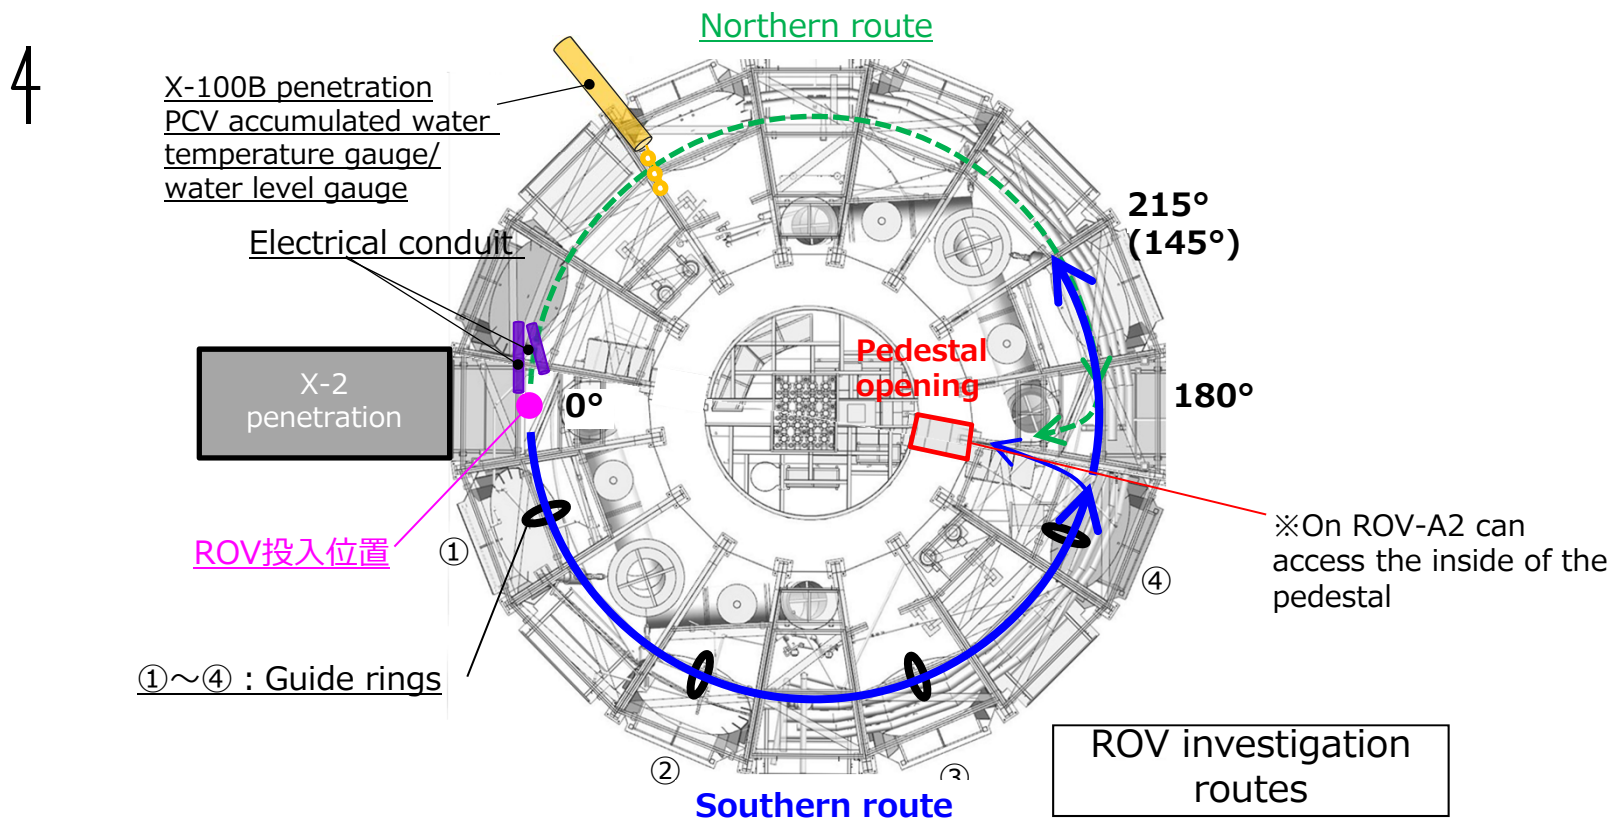 Northern route
4
X-100B penetration
PCV accumulated water
temperature gauge/
water level gauge
Electrical conduit
215°
(145°)
Pedestal
opening
X-2
penetration
0°
180°
※On ROV-A2 can
access the inside of the
pedestal
ROV投入位置
①
④
①～④ : Guide rings
②
③
Southern route
ROV investigation
routes